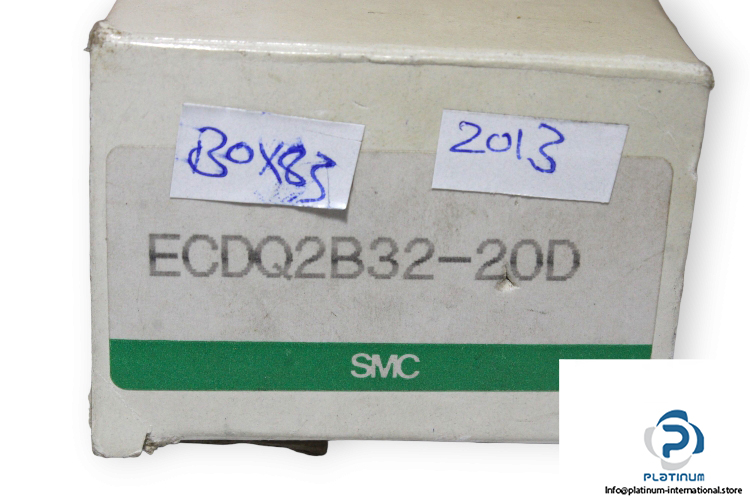 BOX83
2013
ECDQ2B32-20D
SMC
PLATINUM
Info@platinum-international.store